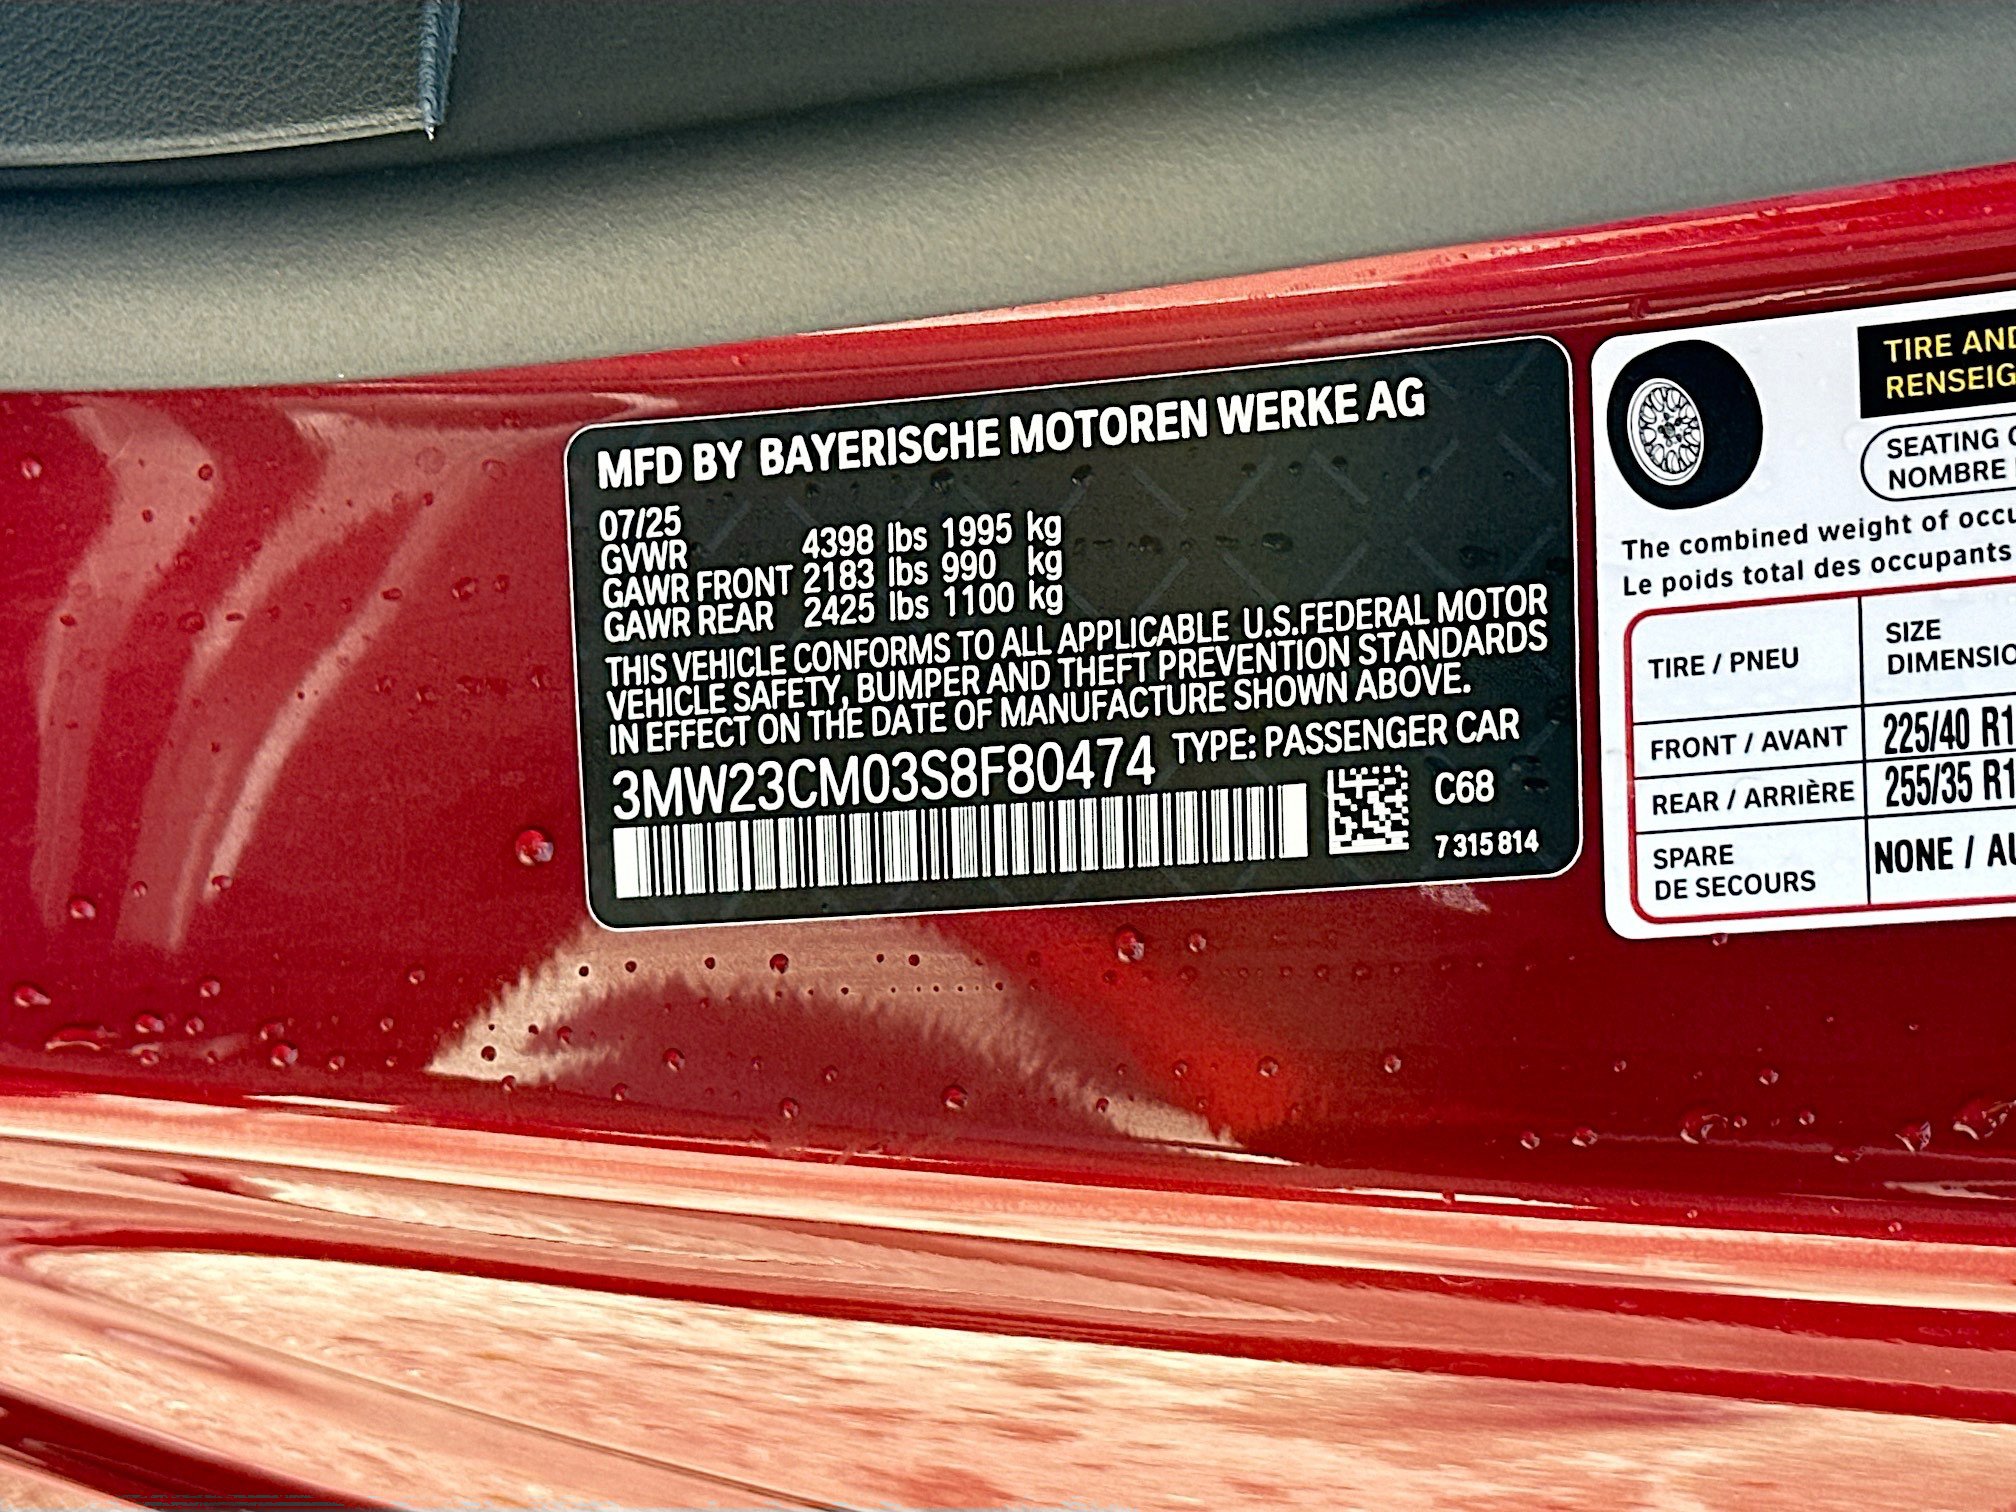 MFD BY BAYERISCHE MOTOREN WERKE AG
07/25
GVWR 4398 lbs 1995 kg
GAWR FRONT 2183 lbs 990 kg
GAWR REAR 2425 lbs 1100 kg
THIS VEHICLE CONFORMS TO ALL APPLICABLE U.S.FEDERAL MOTOR
VEHICLE SAFETY, BUMPER AND THEFT PREVENTION STANDARDS
IN EFFECT ON THE DATE OF MANUFACTURE SHOWN ABOVE.
3MW23CM03S8F80474 TYPE: PASSENGER CAR
C68
7 315 814
TIRE AND
RENSEIG
SEATING
NOMBRE
The combined weight of occu
Le poids total des occupants
TIRE / PNEU
SIZE
DIMENSIO
FRONT / AVANT 225/40 R1
REAR / ARRIÈRE 255/35 R1
SPARE
DE SECOURS
NONE / AU